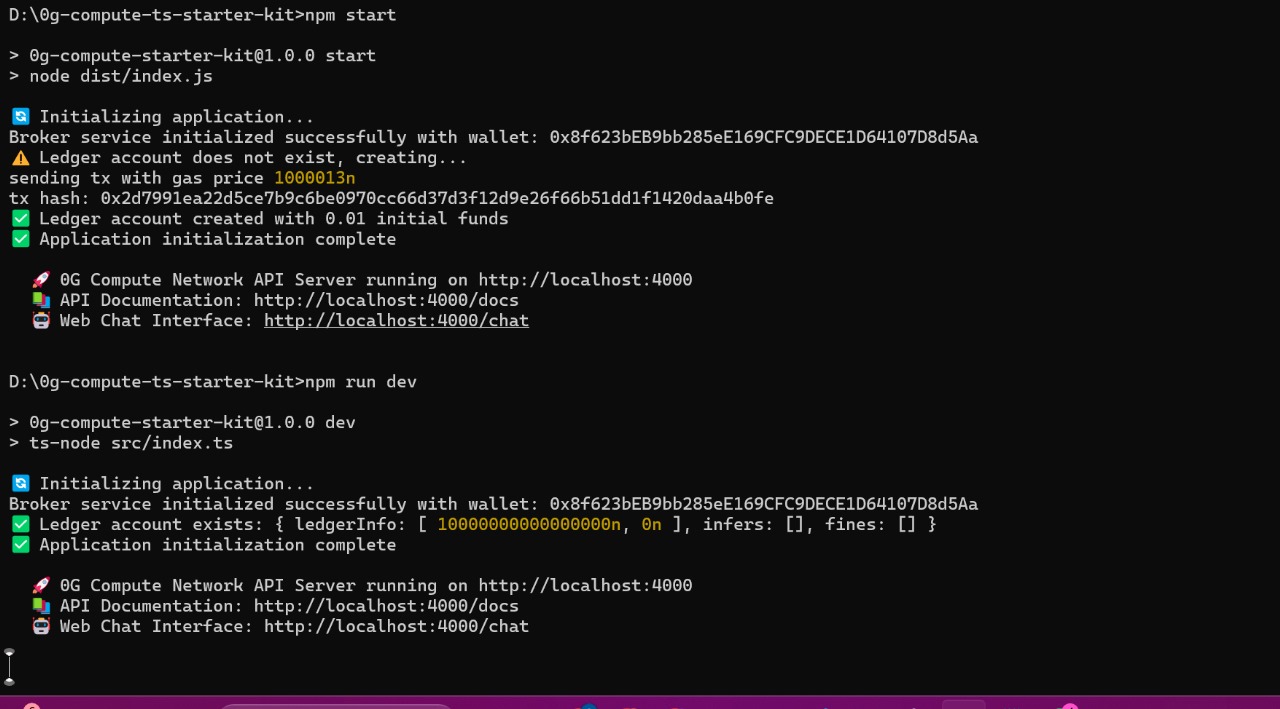 D:\0g-compute-ts-starter-kit>npm start
> 0g-compute-starter-kit@1.0.0 start
> node dist/index.js
🔄 Initializing application...
Broker service initialized successfully with wallet: 0x8f623bEB9bb285eE169CFC9DECE1D64107D8d5Aa
⚠️ Ledger account does not exist, creating...
sending tx with gas price 1000013n
tx hash: 0x2d7991ea22d5ce7b9c6be0970cc66d37d3f12d9e26f66b51dd1f1420daa4b0fe
✅ Ledger account created with 0.01 initial funds
✅ Application initialization complete
🚀 0G Compute Network API Server running on http://localhost:4000
📚 API Documentation: http://localhost:4000/docs
🤖 Web Chat Interface: http://localhost:4000/chat
D:\0g-compute-ts-starter-kit>npm run dev
> 0g-compute-starter-kit@1.0.0 dev
> ts-node src/index.ts
🔄 Initializing application...
Broker service initialized successfully with wallet: 0x8f623bEB9bb285eE169CFC9DECE1D64107D8d5Aa
✅ Ledger account exists: { ledgerInfo: [ 10000000000000000n, 0n ], infers: [], fines: [] }
✅ Application initialization complete
🚀 0G Compute Network API Server running on http://localhost:4000
📚 API Documentation: http://localhost:4000/docs
🤖 Web Chat Interface: http://localhost:4000/chat